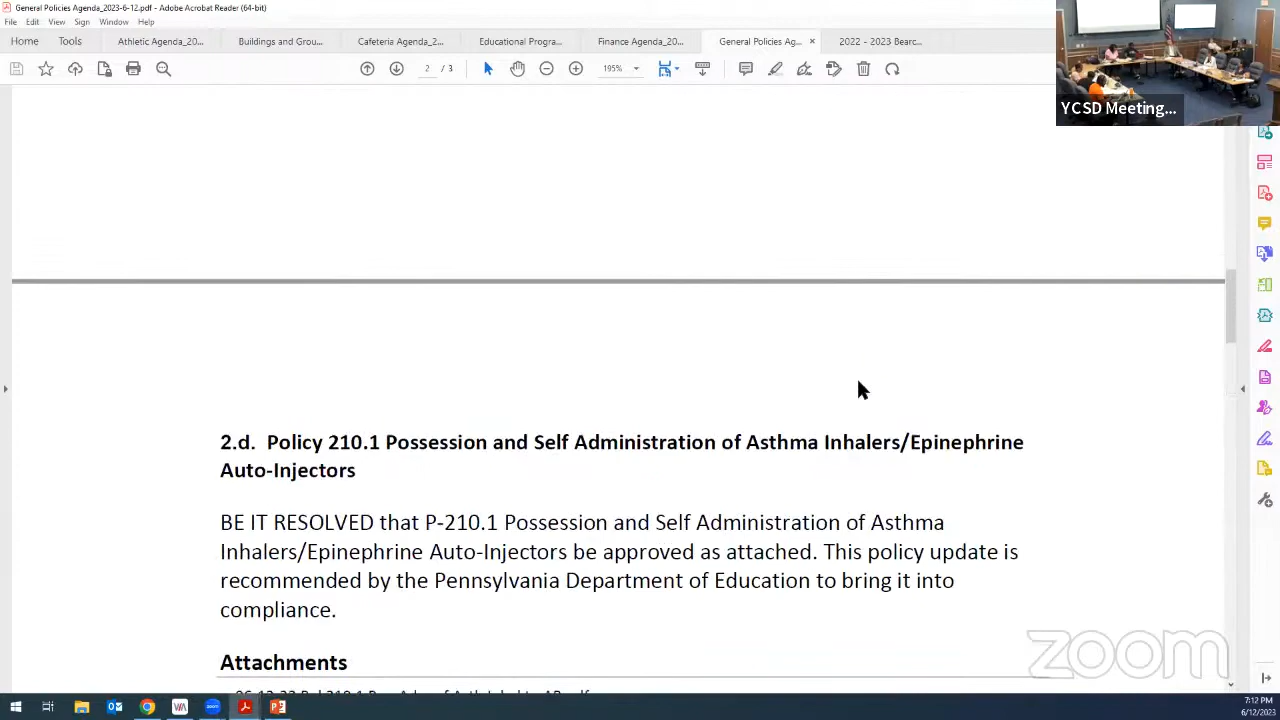 General Policies Agenda_2023-6-12.pdf - Adobe Acrobat Reader (64-bit)
File Edit View Sign Window Help
Home Tools Athletic Agenda_20... Buildings and Grou... Cafeteria Agenda_2... Educational Progra... Finance Agenda_20... General Policies Ag... × 2022 - 2023 Bearc...
2 / 3 195%
YCSD Meeting...
2.d. Policy 210.1 Possession and Self Administration of Asthma Inhalers/Epinephrine
Auto-Injectors
BE IT RESOLVED that P-210.1 Possession and Self Administration of Asthma
Inhalers/Epinephrine Auto-Injectors be approved as attached. This policy update is
recommended by the Pennsylvania Department of Education to bring it into
compliance.
zoom
Attachments
7:12 PM
6/12/2023